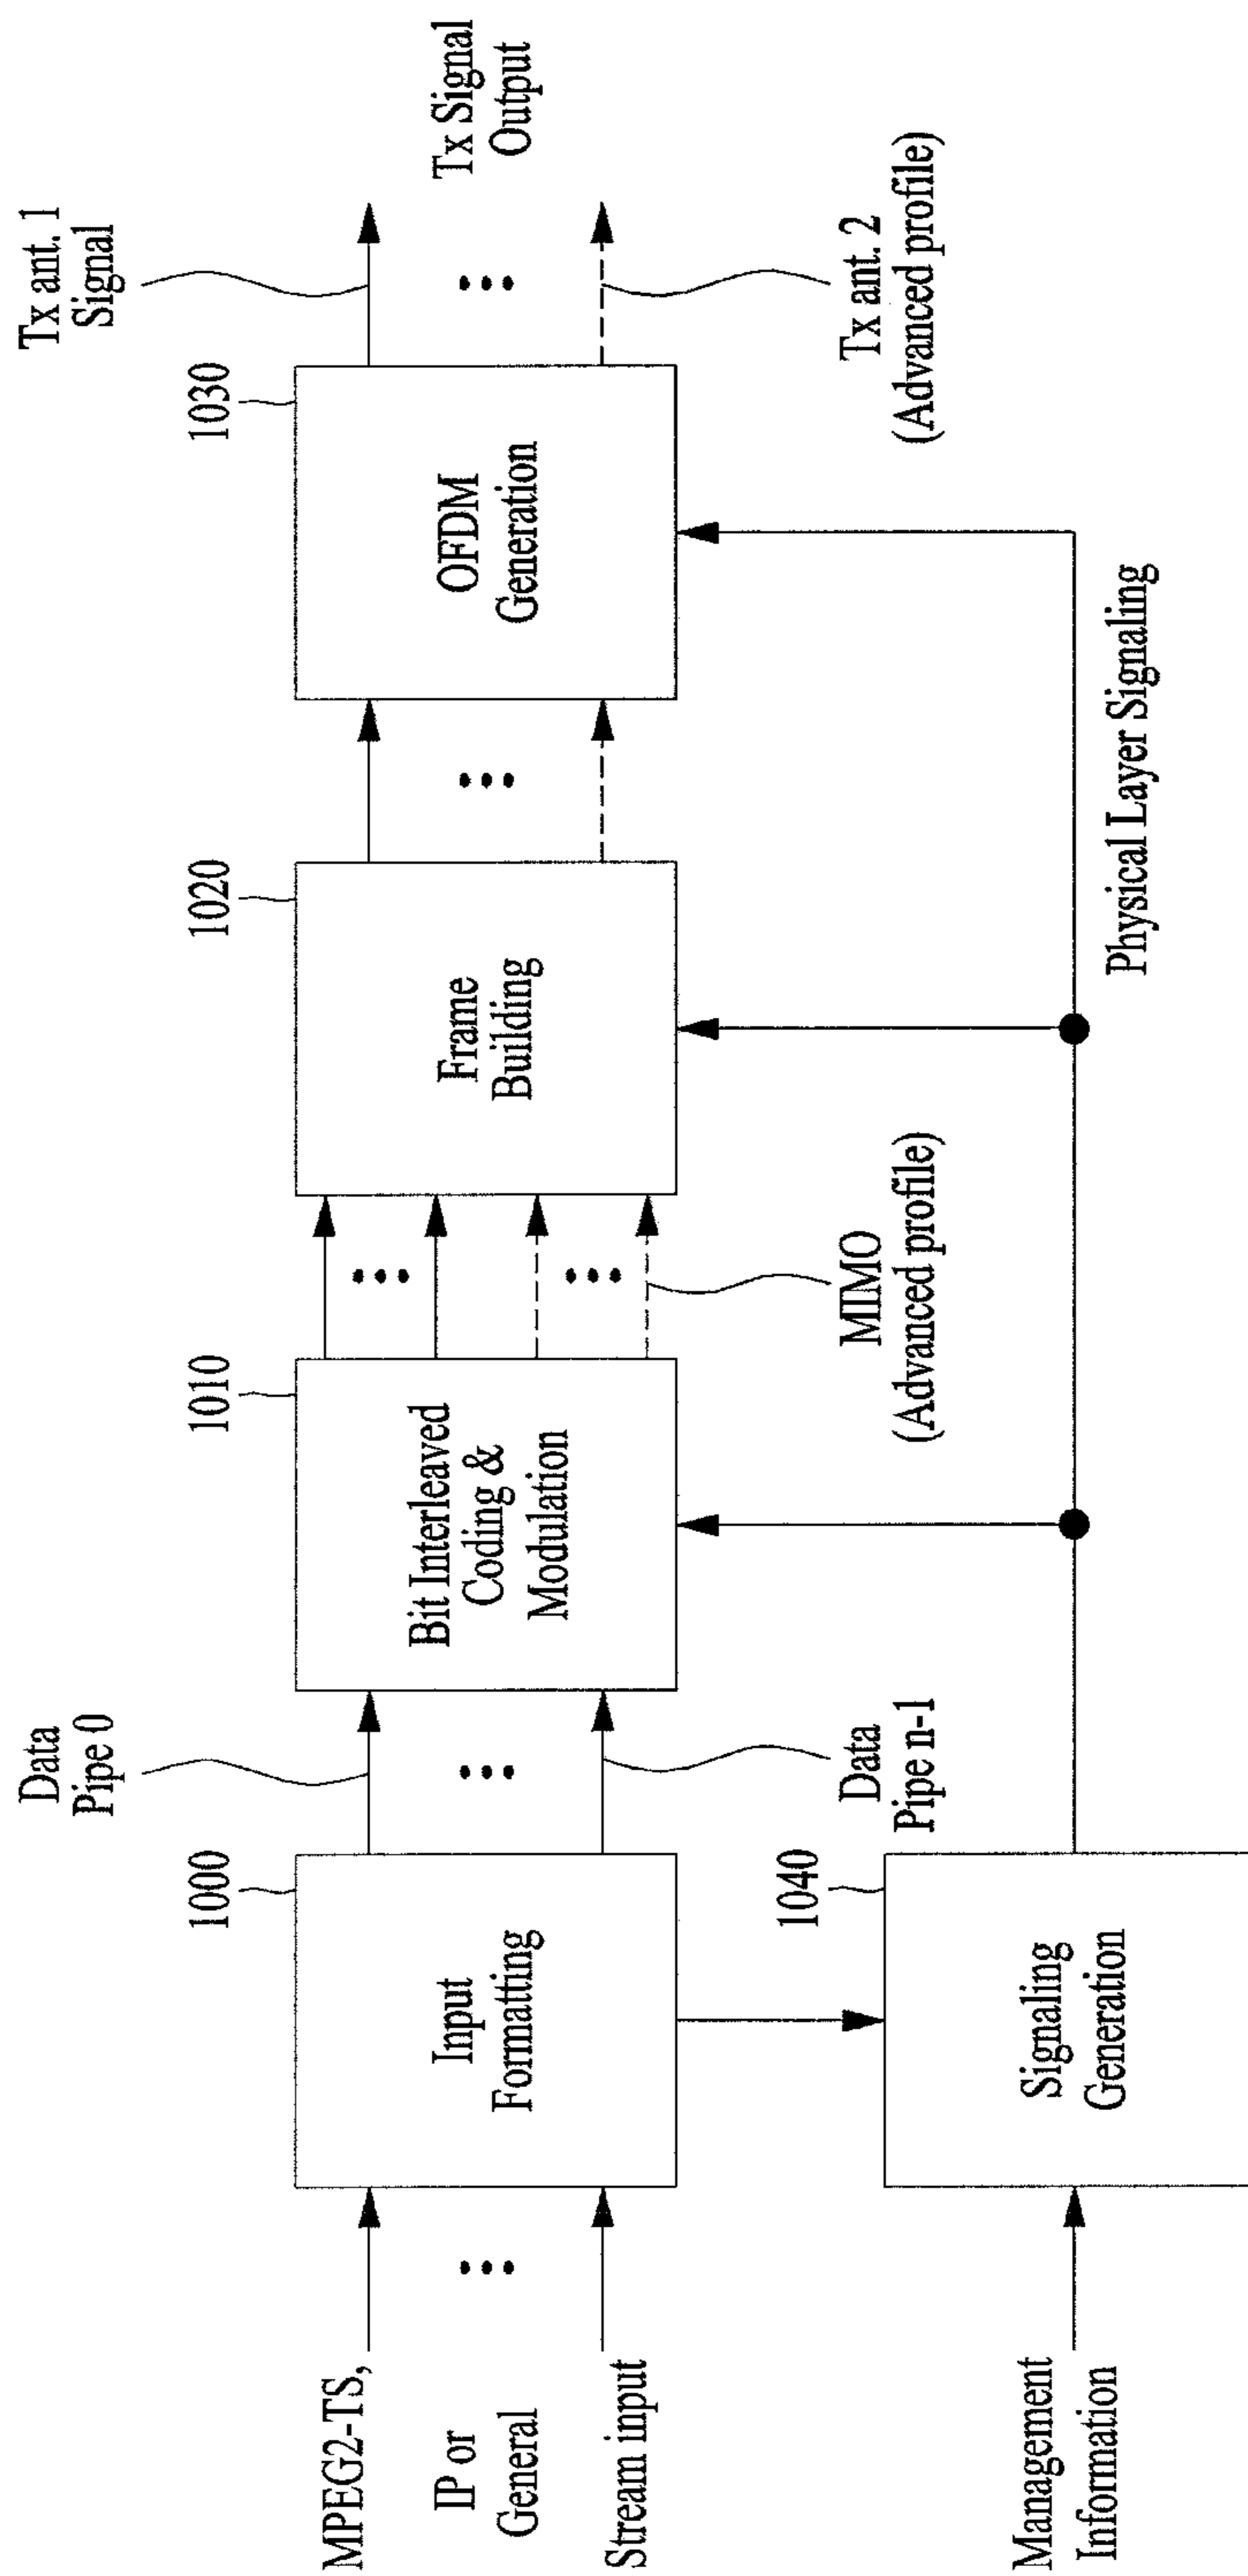 MPEG2-TS,
IP or
General
Stream input
Management
Information
1000
Input
Formatting
Data
Pipe 0
Data
Pipe n-1
1040
Signaling
Generation
1010
Bit Interleaved
Coding &
Modulation
MIMO
(Advanced profile)
1020
Frame
Building
Physical Layer Signaling
1030
OFDM
Generation
Tx ant. 1
Signal
Tx ant. 2
(Advanced profile)
Tx Signal
Output